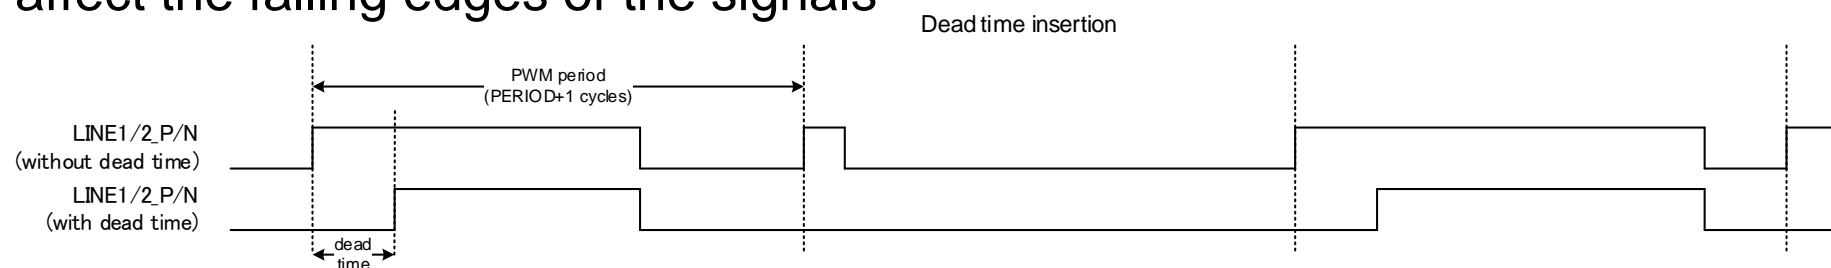 affect the falling edges of the signals
Dead time insertion
PWM period
(PERIOD+1 cycles)
LINE1/2_P/N
(without dead time)
LINE1/2_P/N
(with dead time)
dead
time